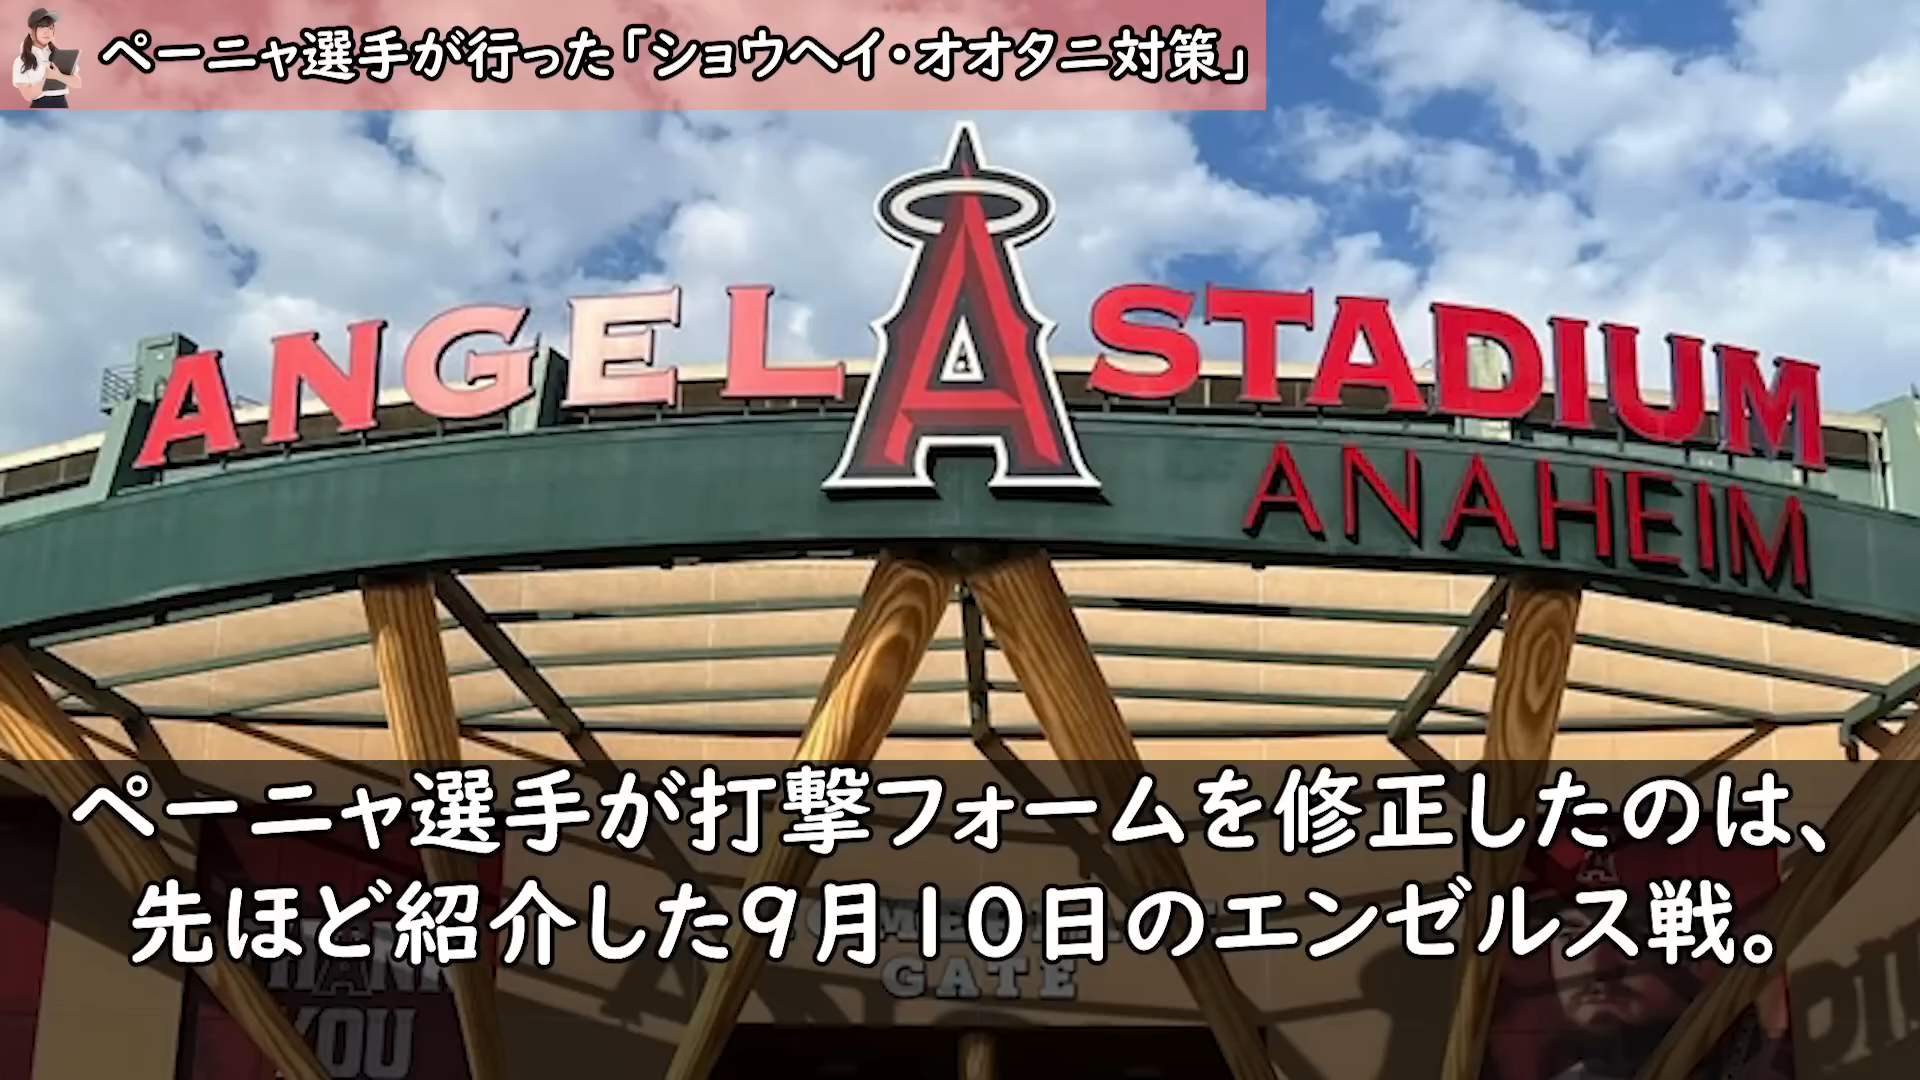 ペーニャ選手が行った「ショウヘイ・オオタニ対策」
ANGEL STADIUM
ANAHEIM
ペーニャ選手が打撃フォームを修正したのは、
先ほど紹介した9月10日のエンゼルス戦。
GATE
THANK
YOU